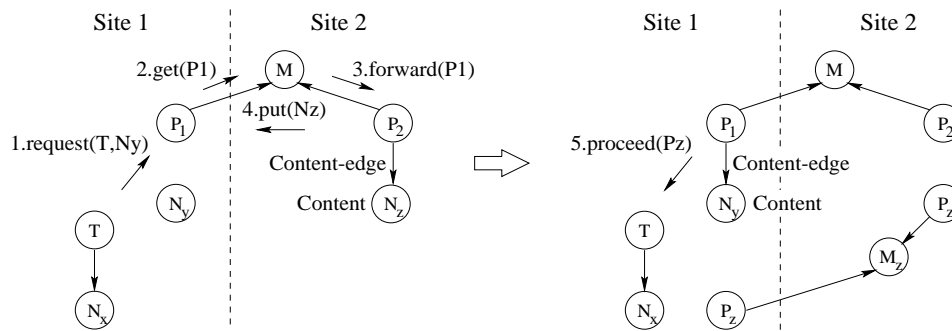 Site 1 Site 2 Site 1 Site 2
2.get(P1) M 3.forward(P1) M
4.put(Nz)
P1 P2 P1 P2
1.request(T,Ny) 5.proceed(Pz)
Content-edge Content-edge
Ny Content Nz Ny Content Pz
T T
Mz
Nx Nx Pz